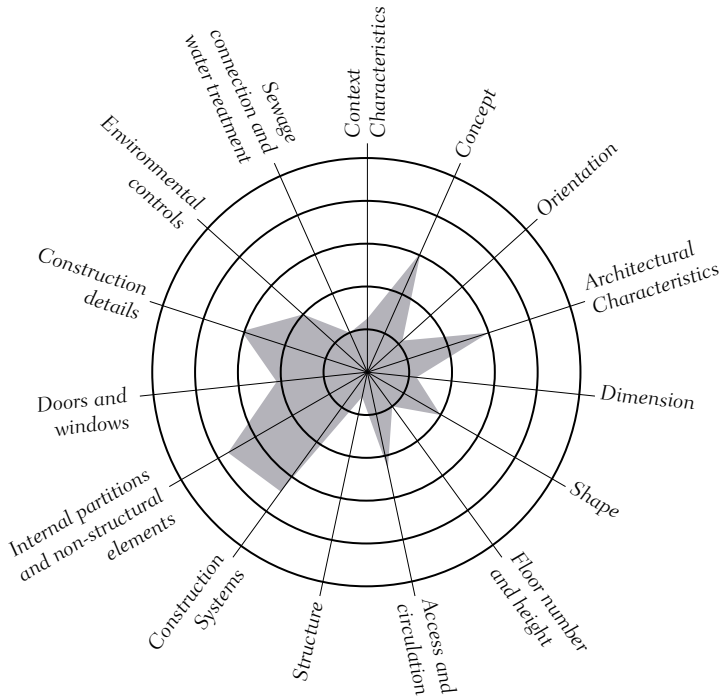 Context
Characteristics
Concept
Orientation
Architectural
Characteristics
Dimension
Shape
Floor number
and height
Access and
circulation
Structure
Construction
Systems
Internal partitions
and non-structural
elements
Doors and
windows
Construction
details
Environmental
controls
Sewage
connection and
water treatment